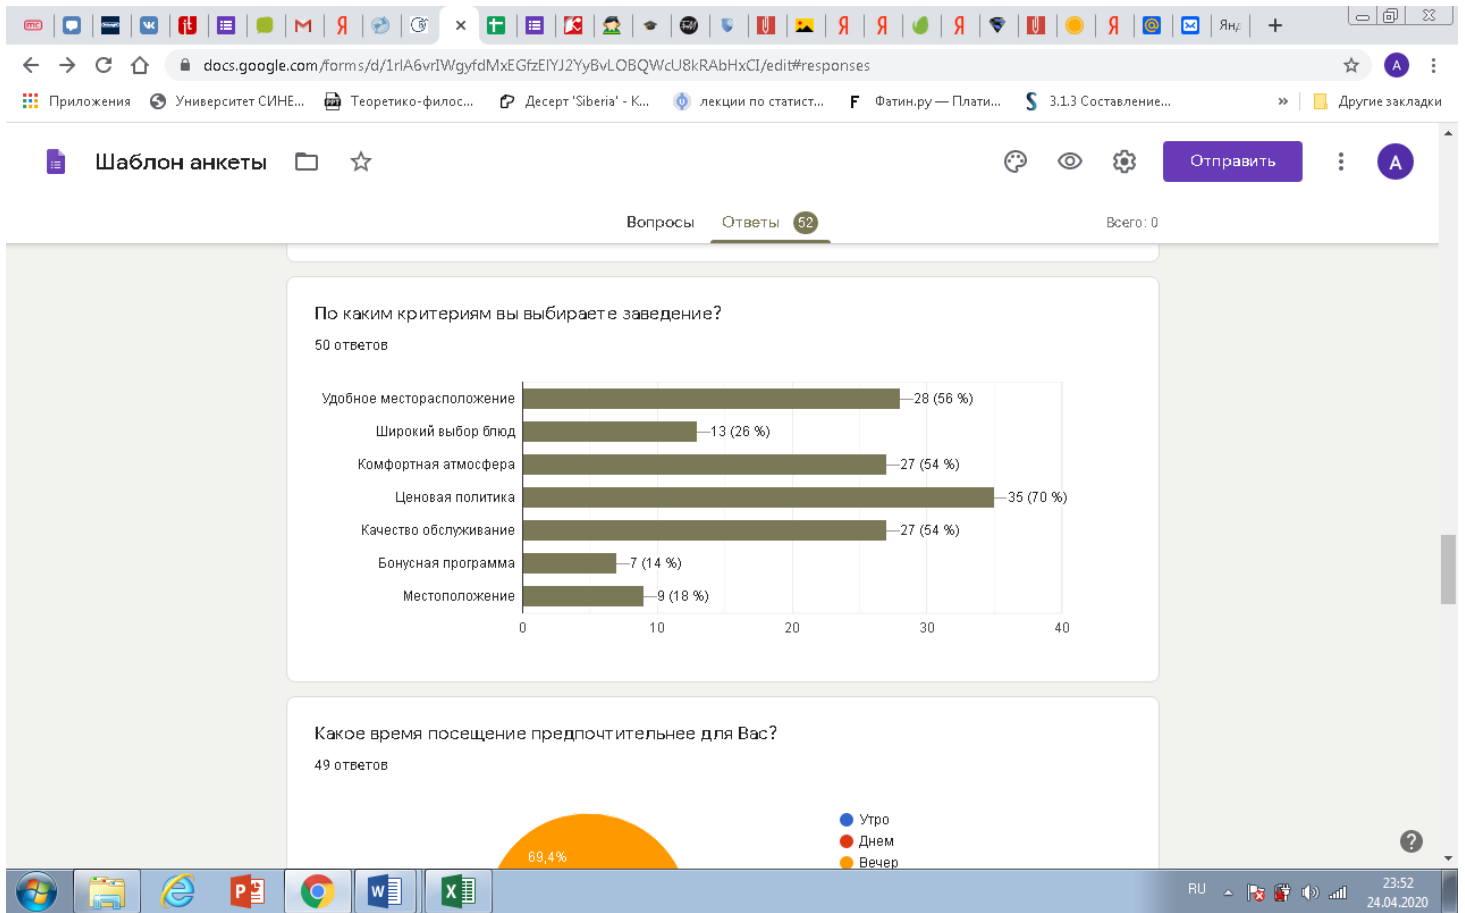 Янд
docs.google.com/forms/d/1rlA6vrIWgyfdMxEGfzElYJ2YyBvLOBQWcU8kRAbHxCI/edit#responses
Приложения Университет СИНЕ... Теоретико-филос... Десерт 'Siberia' - К... лекции по статист... Фатин.ру — Плати... 3.1.3 Составление... » Другие закладки
Шаблон анкеты Отправить А
Вопросы Ответы 52 Всего: 0
По каким критериям вы выбираете заведение?
50 ответов
Удобное месторасположение 28 (56 %)
Широкий выбор блюд 13 (26 %)
Комфортная атмосфера 27 (54 %)
Ценовая политика 35 (70 %)
Качество обслуживание 27 (54 %)
Бонусная программа 7 (14 %)
Местоположение 9 (18 %)
0 10 20 30 40
Какое время посещение предпочтительнее для Вас?
49 ответов
69,4%
Утро
Днем
Вечер
RU 23:52
24.04.2020